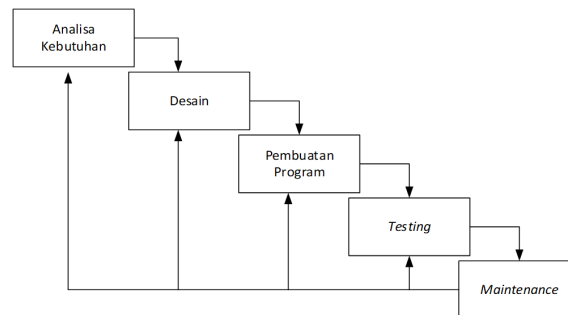 Analisa
Kebutuhan
Desain
Pembuatan
Program
Testing
Maintenance